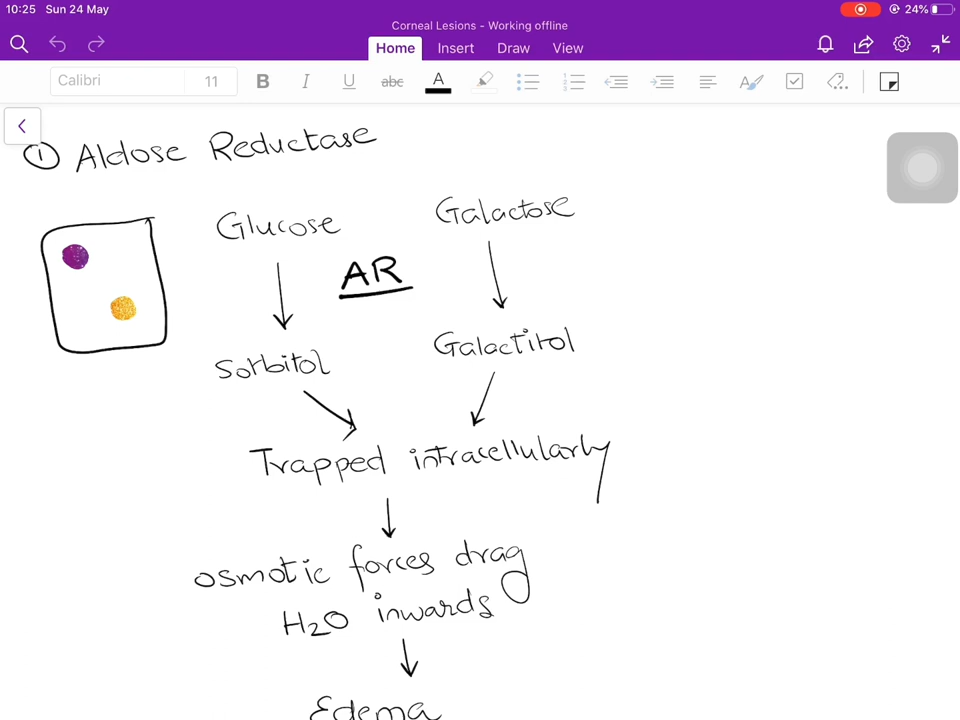 10:25 Sun 24 May
24%
Corneal Lesions - Working offline
Home Insert Draw View
Calibri 11 B I U abc A
① Aldose Reductase
Glucose Galactose
AR
Sorbitol Galactitol
Trapped intracellularly
osmotic forces drag
H₂O inwards
Edema